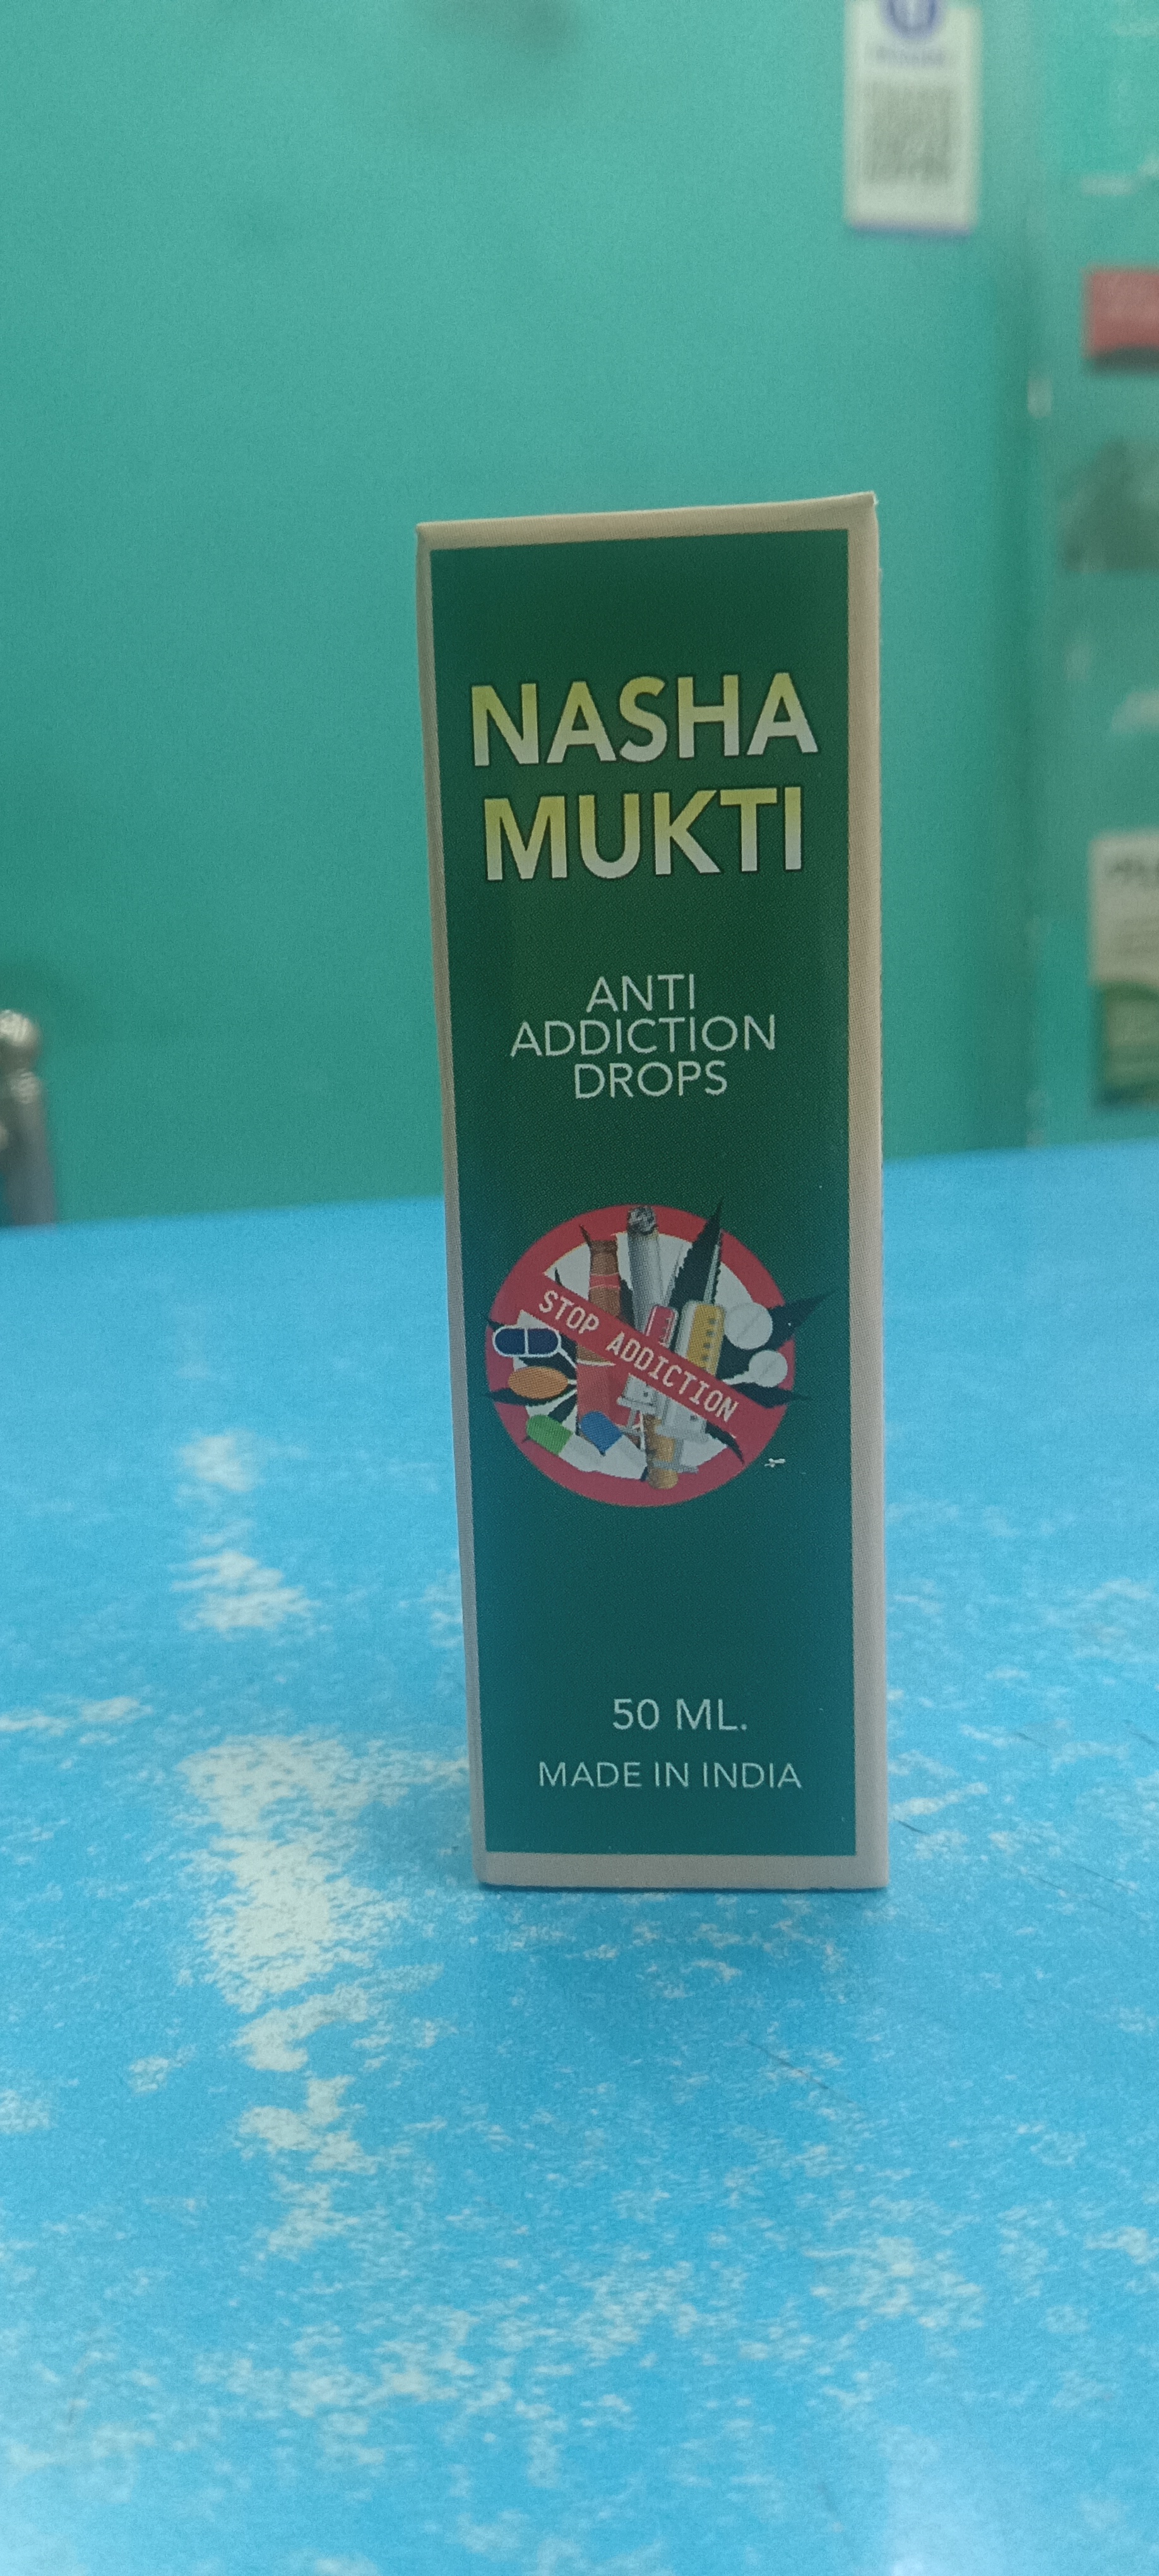 NASHA
MUKTI
ANTI
ADDICTION
DROPS
STOP ADDICTION
50 ML.
MADE IN INDIA